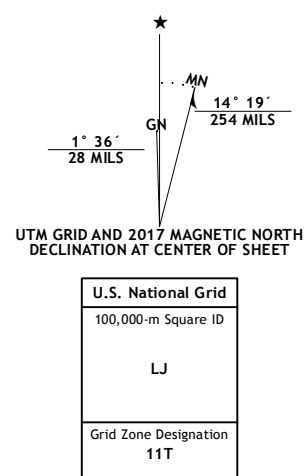 MN
14° 19´
254 MILS
GN
1° 36´
28 MILS
UTM GRID AND 2017 MAGNETIC NORTH
DECLINATION AT CENTER OF SHEET
U.S. National Grid
100,000-m Square ID
LJ
Grid Zone Designation
11T